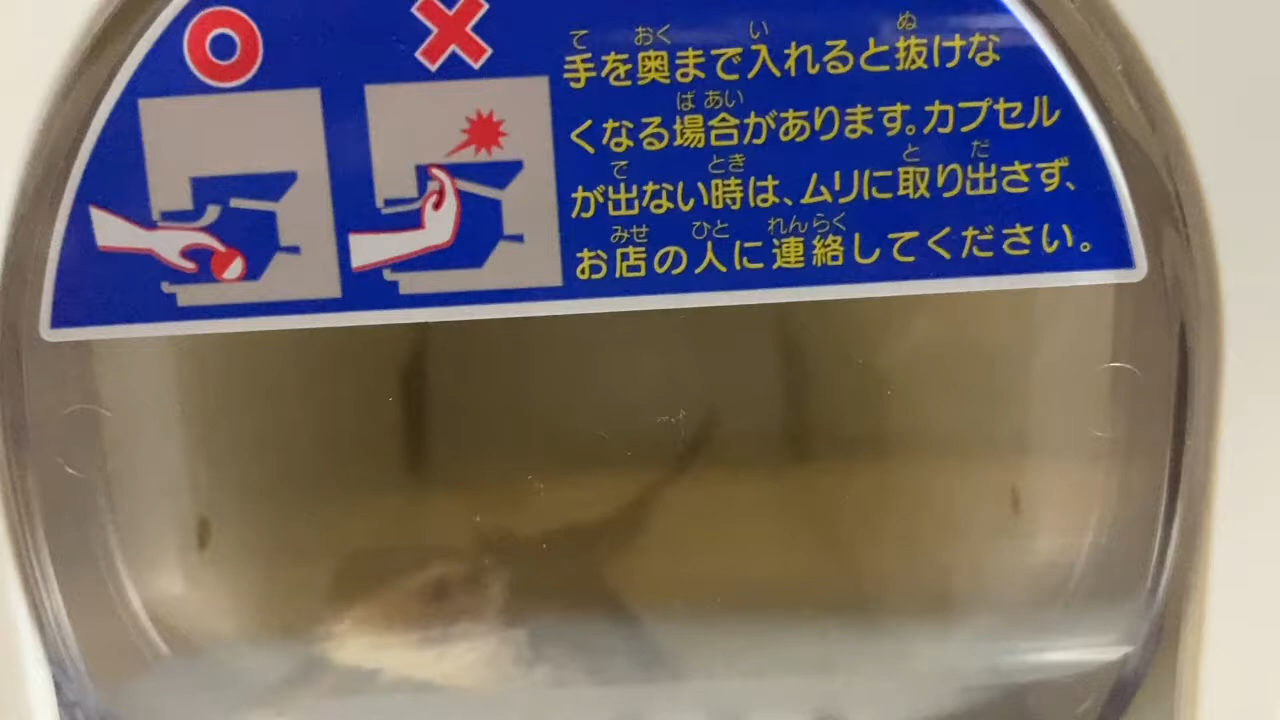 手を奥まで入れると抜けな
くなる場合があります。カプセル
が出ない時は、ムリに取り出さず、
お店の人に連絡してください。